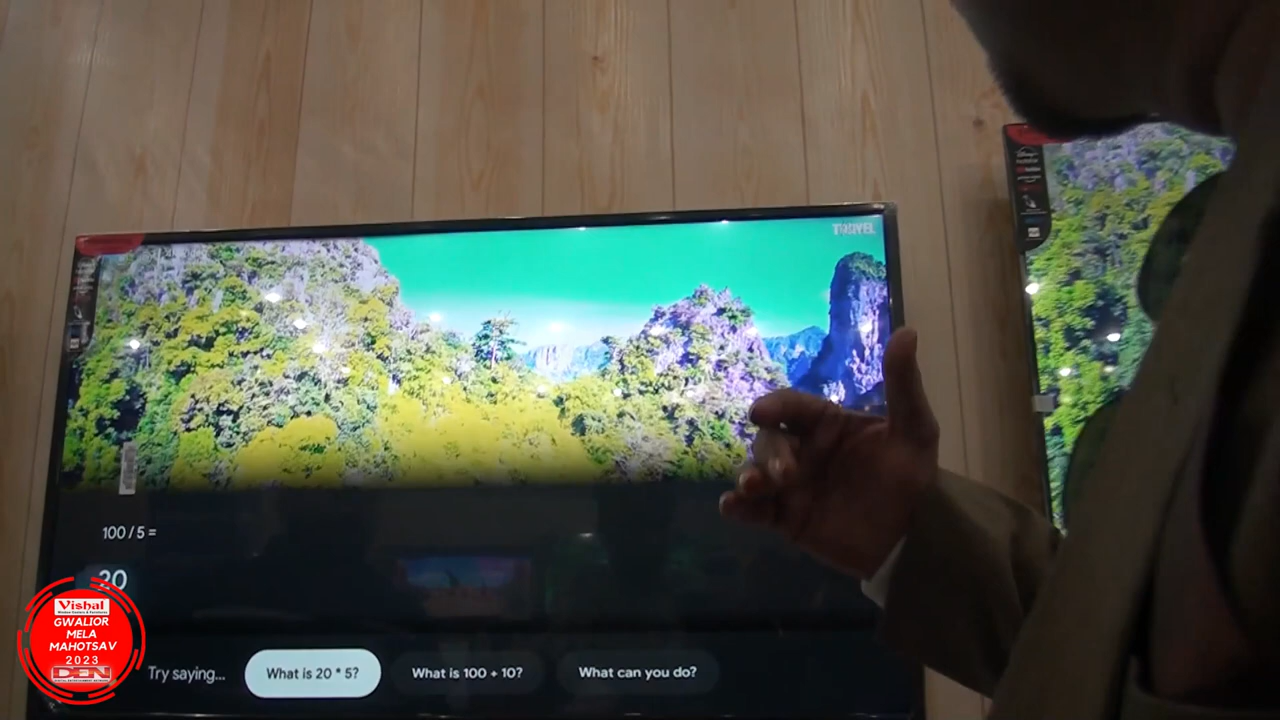 TRAVEL
100 / 5 =
20
Try saying...
What is 20 * 5?
What is 100 + 10?
What can you do?
Vishal
GWALIOR
MELA
MAHOTSAV
2023
DEN